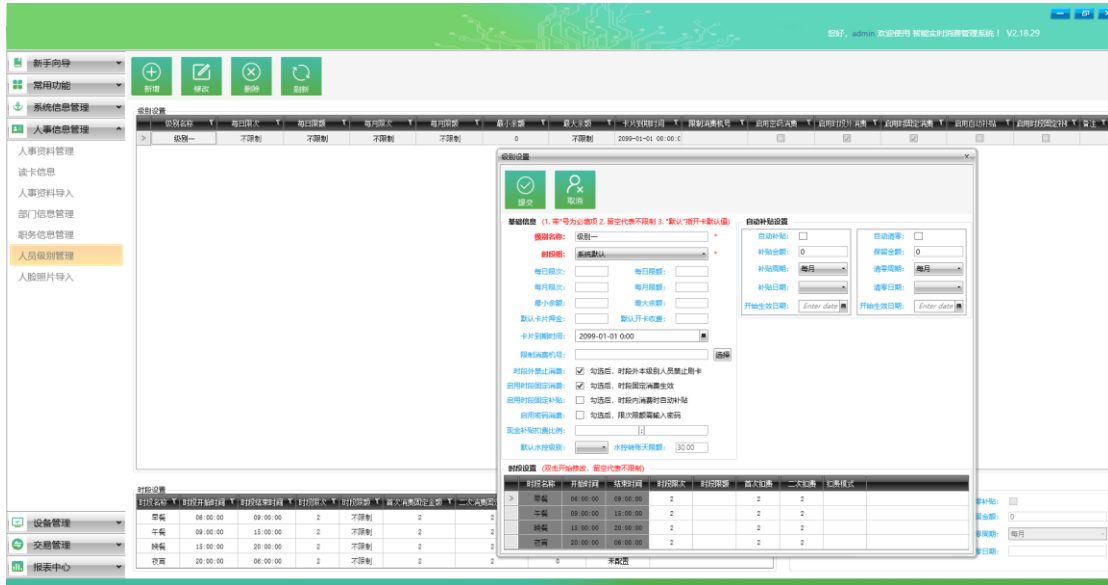 您好，admin 欢迎使用 智能实时消费管理系统！ V2.18.29
新手向导
常用功能
系统信息管理
人事信息管理
人事资料管理
读卡信息
人事资料导入
部门信息管理
职务信息管理
人员级别管理
人脸照片导入
设备管理
交易管理
报表中心
新增 修改 删除 刷新
级别设置
级别名称 每日限次 每日限额 每月限次 每月限额 最小余额 最大余额 卡片到期时间 限制消费机号 启用密码消费 启用时段外消费 启用时段固定消费 启用自动补贴 启用时段固定补 备注
级别一 不限制 不限制 不限制 不限制 0 不限制 2099-01-01 00:00:0
级别设置
提交 取消
基础信息 (1. 带*号为必填项 2. 留空代表不限制 3. "默认"指开卡默认值)
级别名称： 级别一 *
时段组： 系统默认 *
每日限次： 每日限额：
每月限次： 每月限额：
最小余额： 最大余额：
默认卡片押金： 默认开卡收费：
卡片到期时间： 2099-01-01 0:00
限制消费机号： 选择
时段外禁止消费： 勾选后，时段外本级别人员禁止刷卡
启用时段固定消费： 勾选后，时段固定消费生效
启用时段固定补贴： 勾选后，时段内消费时自动补贴
启用密码消费： 勾选后，限次限额需输入密码
现金补贴扣费比例： :
默认水控级别： 水控转账天限额： 30.00
自动补贴设置
自动补贴： 自动清零：
补贴金额： 0 保留金额： 0
补贴周期： 每月 清零周期： 每月
补贴日期： 清零日期：
开始生效日期： Enter date 开始生效日期： Enter date
时段设置 (双击开始修改，留空代表不限制)
时段名称 开始时间 结束时间 时段限次 时段限额 首次扣费 二次扣费 扣费模式
早餐 06:00:00 09:00:00 2 2 2
午餐 09:00:00 15:00:00 2 2 2
晚餐 15:00:00 20:00:00 2 2 2
夜宵 20:00:00 06:00:00 2 2 2
时段设置
时段名称 时段开始时间 时段结束时间 时段限次 时段限额 首次消费固定金额 二次消费固
早餐 06:00:00 09:00:00 2 不限制 2 2
午餐 09:00:00 15:00:00 2 不限制 2 2
晚餐 15:00:00 20:00:00 2 不限制 2 2
夜宵 20:00:00 06:00:00 2 不限制 2 2 0 未配置
零补贴：
金额： 0
周期： 每月
日期：